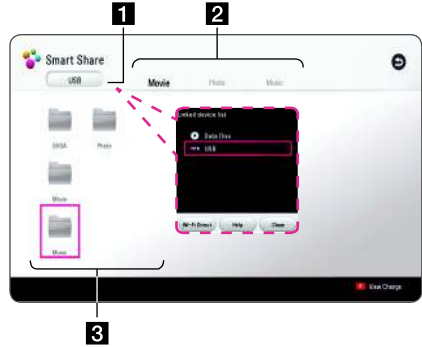 1
2
Smart Share
USB
Movie
Photo
Music
Linked device list
Data Disc
USB
Photo
Movie
Music
Wi-Fi Direct
Help
Close
View Change
3